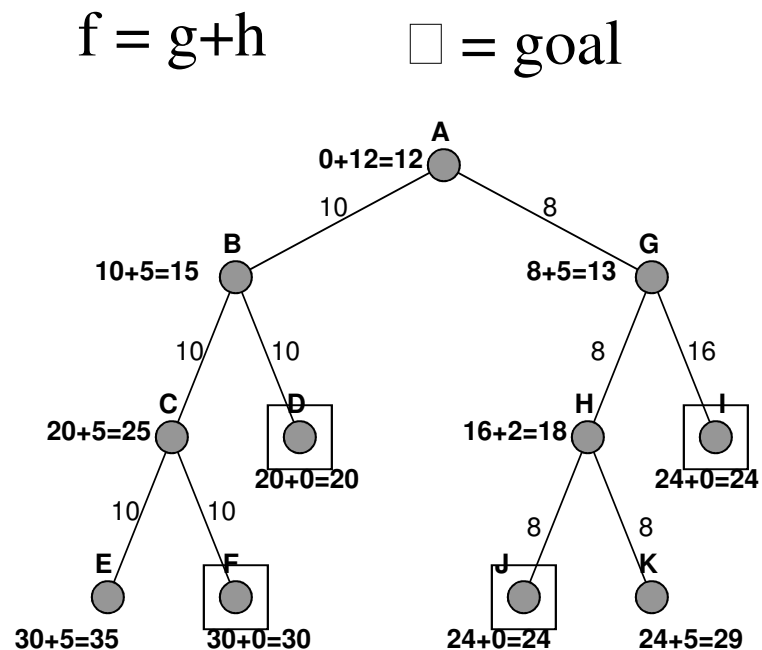 f = g+h
= goal
A
0+12=12
10
8
B
G
10+5=15
8+5=13
10
10
8
16
C
D
H
I
20+5=25
16+2=18
20+0=20
24+0=24
10
10
8
8
E
F
J
K
30+5=35
30+0=30
24+0=24
24+5=29